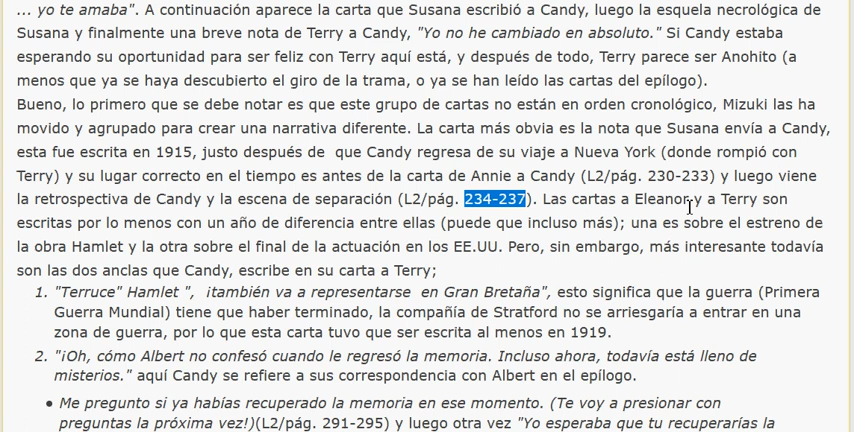 ... yo te amaba". A continuación aparece la carta que Susana escribió a Candy, luego la esquela necrológica de
Susana y finalmente una breve nota de Terry a Candy, "Yo no he cambiado en absoluto." Si Candy estaba
esperando su oportunidad para ser feliz con Terry aquí está, y después de todo, Terry parece ser Anohito (a
menos que ya se haya descubierto el giro de la trama, o ya se han leído las cartas del epílogo).
Bueno, lo primero que se debe notar es que este grupo de cartas no están en orden cronológico, Mizuki las ha
movido y agrupado para crear una narrativa diferente. La carta más obvia es la nota que Susana envía a Candy,
esta fue escrita en 1915, justo después de que Candy regresa de su viaje a Nueva York (donde rompió con
Terry) y su lugar correcto en el tiempo es antes de la carta de Annie a Candy (L2/pág. 230-233) y luego viene
la retrospectiva de Candy y la escena de separación (L2/pág. 234-237). Las cartas a Eleanor y a Terry son
escritas por lo menos con un año de diferencia entre ellas (puede que incluso más); una es sobre el estreno de
la obra Hamlet y la otra sobre el final de la actuación en los EE.UU. Pero, sin embargo, más interesante todavía
son las dos anclas que Candy, escribe en su carta a Terry;
1. "Terruce" Hamlet ", ¡también va a representarse en Gran Bretaña", esto significa que la guerra (Primera
Guerra Mundial) tiene que haber terminado, la compañía de Stratford no se arriesgaría a entrar en una
zona de guerra, por lo que esta carta tuvo que ser escrita al menos en 1919.
2. "¡Oh, cómo Albert no confesó cuando le regresó la memoria. Incluso ahora, todavía está lleno de
misterios." aquí Candy se refiere a sus correspondencia con Albert en el epílogo.
• Me pregunto si ya habías recuperado la memoria en ese momento. (Te voy a presionar con
preguntas la próxima vez!)(L2/pág. 291-295) y luego otra vez "Yo esperaba que tu recuperarías la